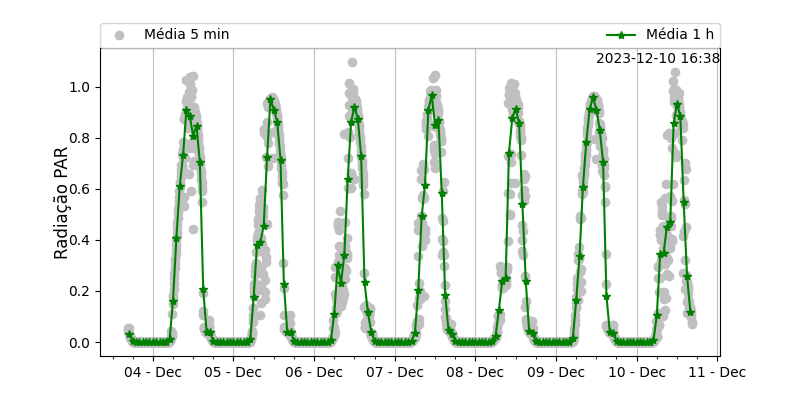 Média 5 min
Média 1 h
2023-12-10 16:38
Radiação PAR
1.0
0.8
0.6
0.4
0.2
0.0
04 - Dec
05 - Dec
06 - Dec
07 - Dec
08 - Dec
09 - Dec
10 - Dec
11 - Dec